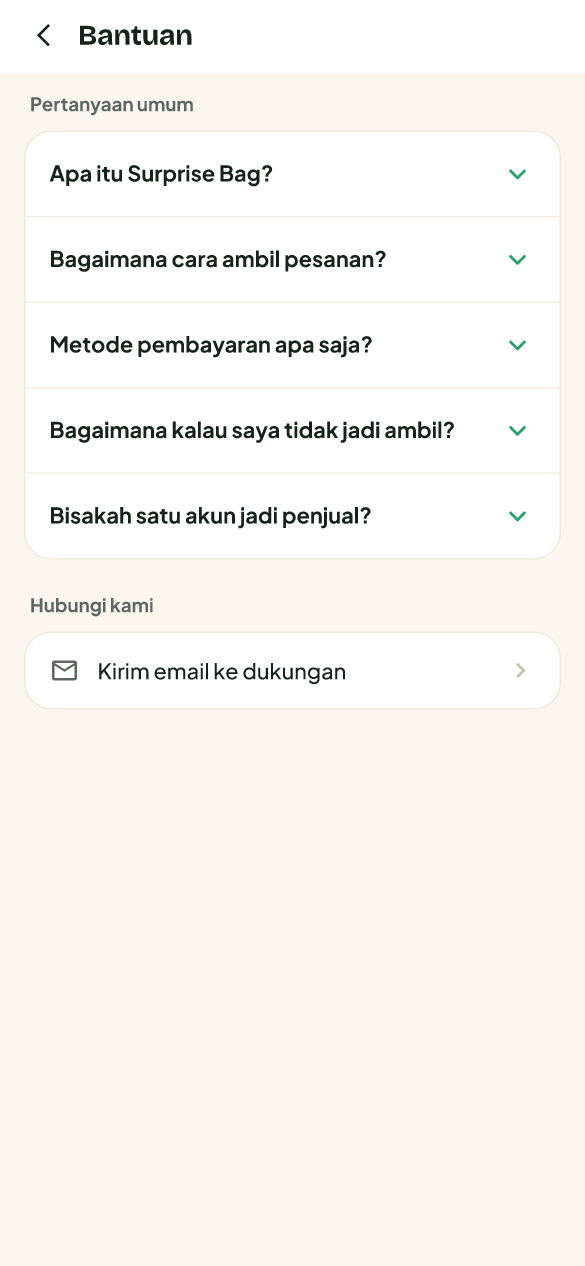 Bantuan
Pertanyaan umum
Apa itu Surprise Bag?
Bagaimana cara ambil pesanan?
Metode pembayaran apa saja?
Bagaimana kalau saya tidak jadi ambil?
Bisakah satu akun jadi penjual?
Hubungi kami
Kirim email ke dukungan